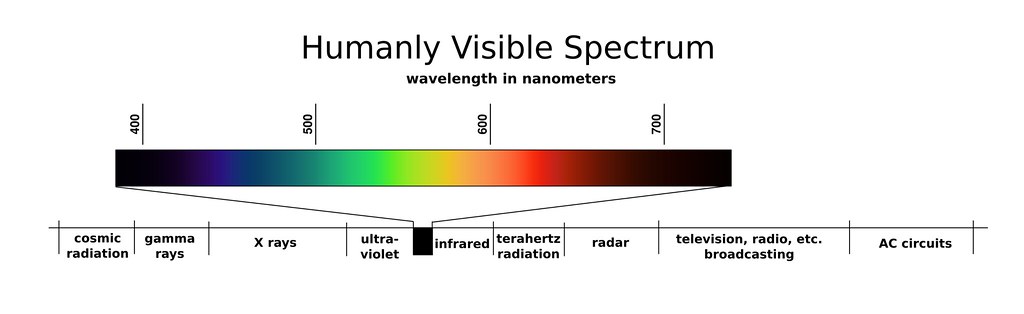 Humanly Visible Spectrum
wavelength in nanometers
400 500 600 700
cosmic radiation
gamma rays
X rays
ultra-violet
infrared
terahertz radiation
radar
television, radio, etc. broadcasting
AC circuits